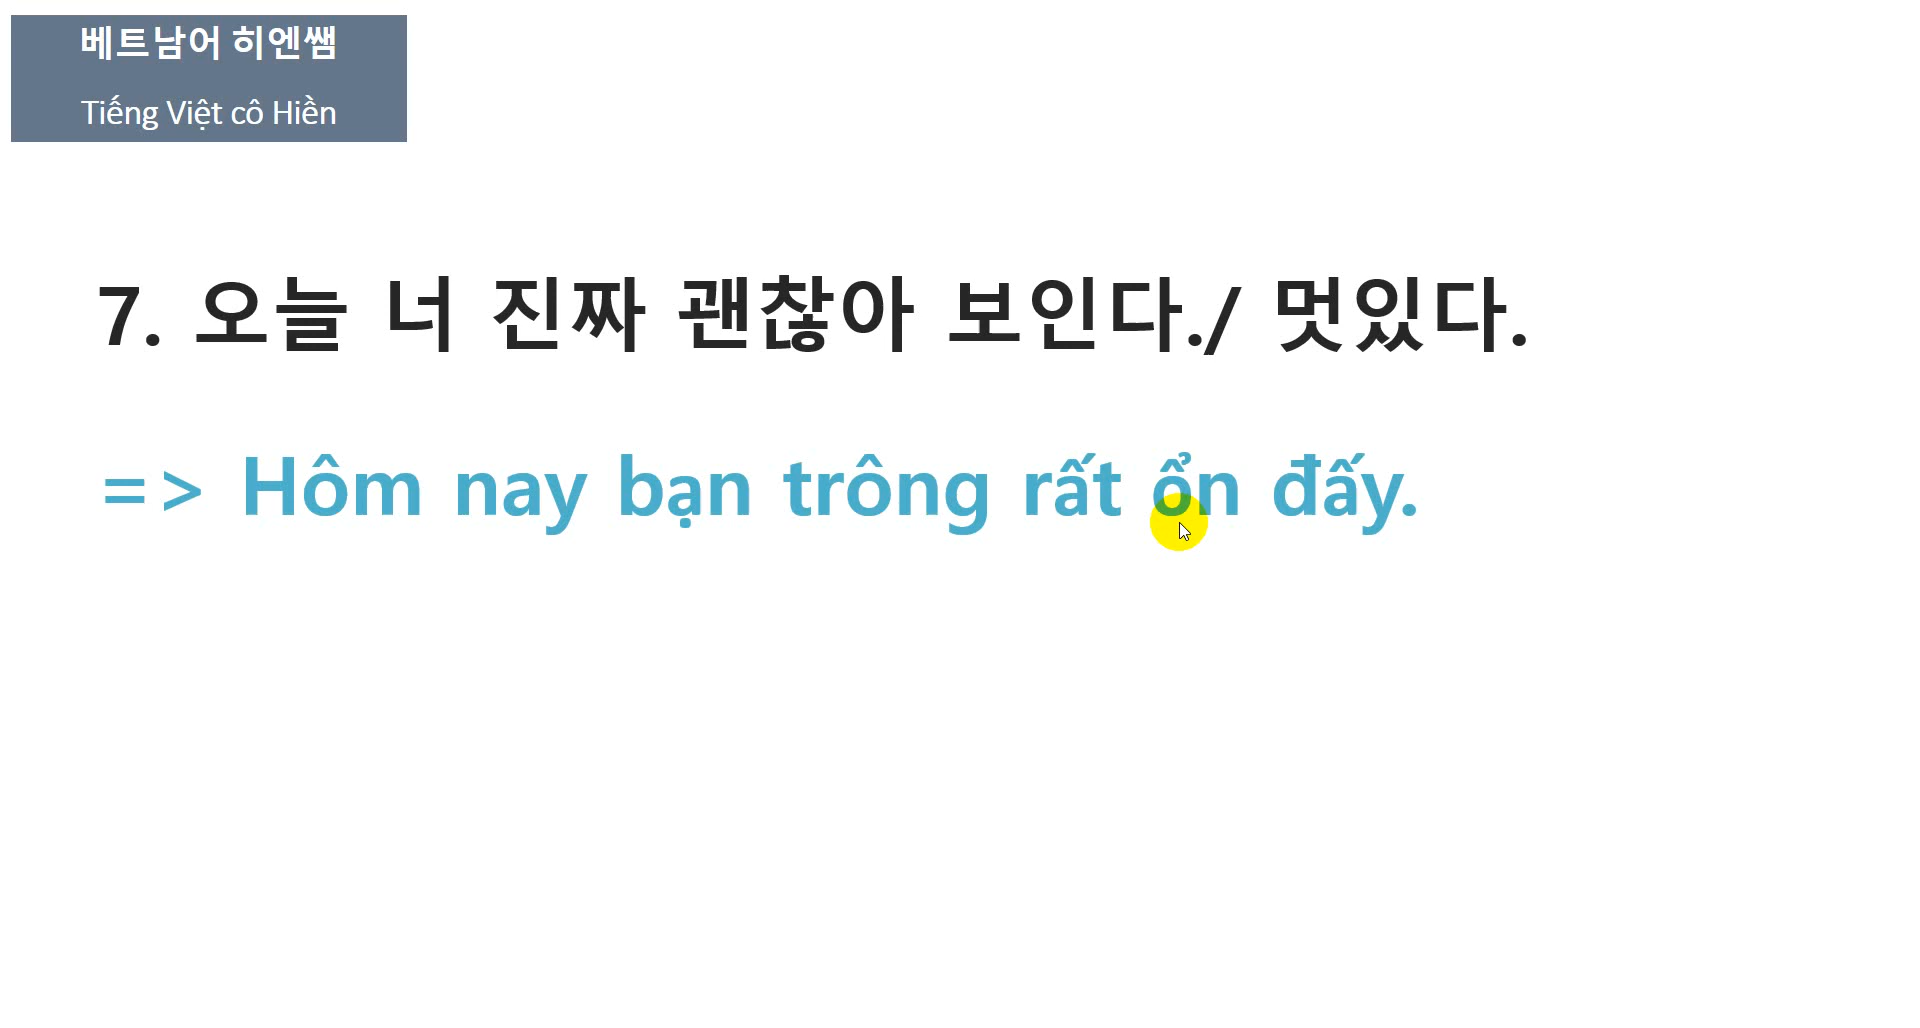 베트남어 히엔쌤
Tiếng Việt cô Hiền
7. 오늘 너 진짜 괜찮아 보인다./ 멋있다.
=> Hôm nay bạn trông rất ổn đấy.